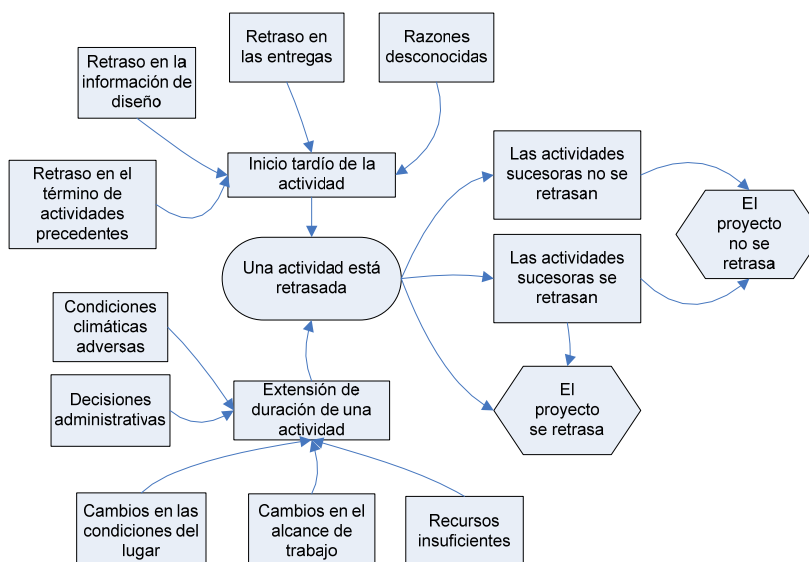 Retraso en la
información de
diseño
Retraso en
las entregas
Razones
desconocidas
Retraso en el
término de
actividades
precedentes
Inicio tardío de la
actividad
Las actividades
sucesoras no se
retrasan
El
proyecto
no se
retrasa
Una actividad está
retrasada
Las actividades
sucesoras se
retrasan
Condiciones
climáticas
adversas
Decisiones
administrativas
Extensión de
duración de una
actividad
El
proyecto
se retrasa
Cambios en las
condiciones del
lugar
Cambios en el
alcance de
trabajo
Recursos
insuficientes